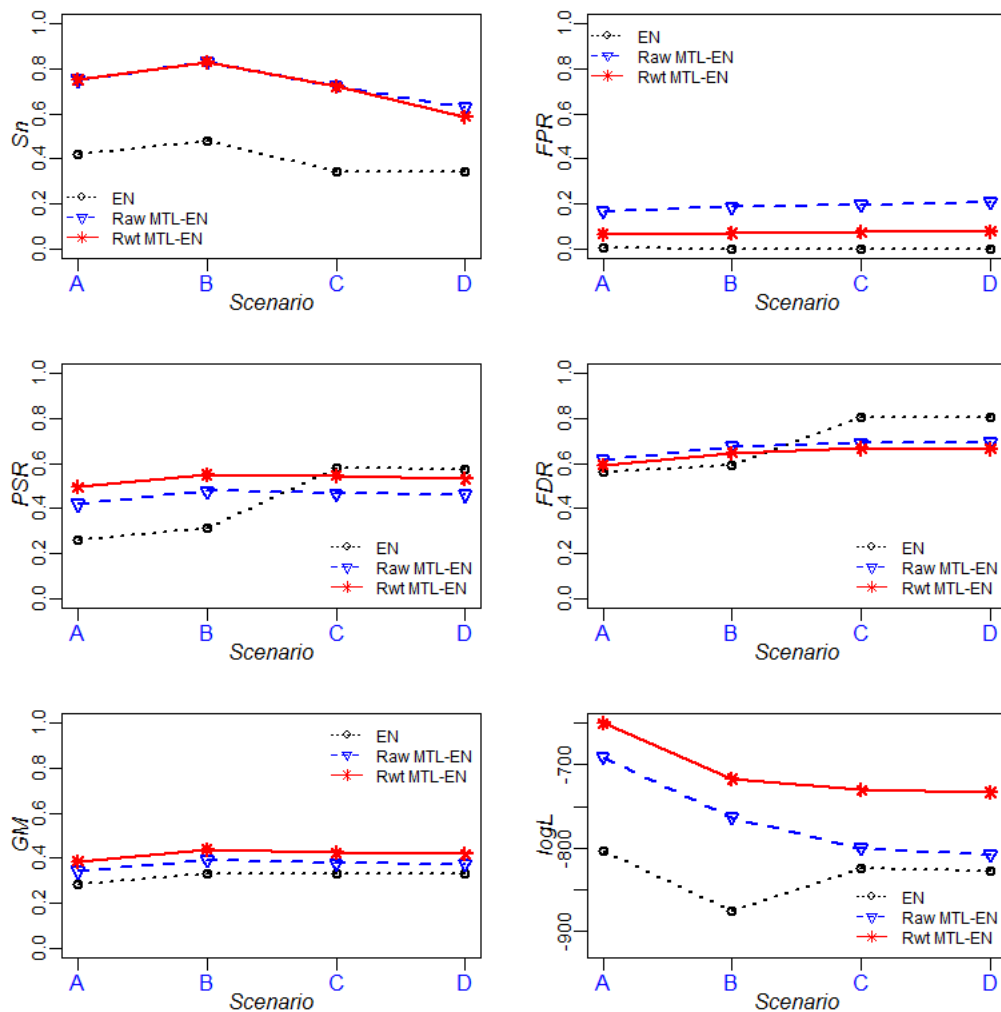 Sn
0.0 0.2 0.4 0.6 0.8 1.0
EN
Raw MTL-EN
Rwt MTL-EN
A B C D
Scenario
FPR
0.0 0.2 0.4 0.6 0.8 1.0
EN
Raw MTL-EN
Rwt MTL-EN
A B C D
Scenario
PSR
0.0 0.2 0.4 0.6 0.8 1.0
EN
Raw MTL-EN
Rwt MTL-EN
A B C D
Scenario
FDR
0.0 0.2 0.4 0.6 0.8 1.0
EN
Raw MTL-EN
Rwt MTL-EN
A B C D
Scenario
GM
0.0 0.2 0.4 0.6 0.8 1.0
EN
Raw MTL-EN
Rwt MTL-EN
A B C D
Scenario
logL
-900 -800 -700
EN
Raw MTL-EN
Rwt MTL-EN
A B C D
Scenario